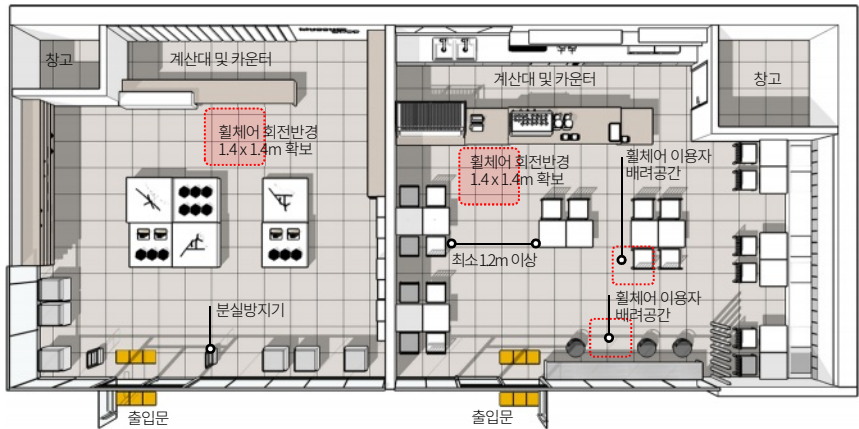 창고
계산대 및 카운터
휠체어 회전반경
1.4 x 1.4m 확보
분실방지기
출입문
계산대 및 카운터
창고
휠체어 회전반경
1.4 x 1.4m 확보
휠체어 이용자
배려공간
최소 1.2m 이상
휠체어 이용자
배려공간
출입문